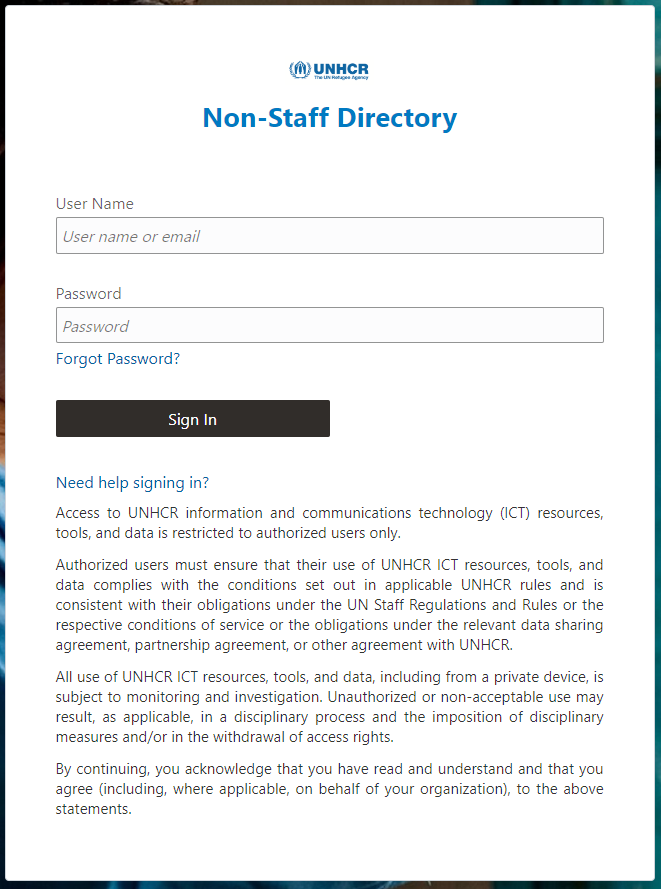 UNHCR
The UN Refugee Agency
Non-Staff Directory
User Name
User name or email
Password
Password
Forgot Password?
Sign In
Need help signing in?
Access to UNHCR information and communications technology (ICT) resources,
tools, and data is restricted to authorized users only.
Authorized users must ensure that their use of UNHCR ICT resources, tools, and
data complies with the conditions set out in applicable UNHCR rules and is
consistent with their obligations under the UN Staff Regulations and Rules or the
respective conditions of service or the obligations under the relevant data sharing
agreement, partnership agreement, or other agreement with UNHCR.
All use of UNHCR ICT resources, tools, and data, including from a private device, is
subject to monitoring and investigation. Unauthorized or non-acceptable use may
result, as applicable, in a disciplinary process and the imposition of disciplinary
measures and/or in the withdrawal of access rights.
By continuing, you acknowledge that you have read and understand and that you
agree (including, where applicable, on behalf of your organization), to the above
statements.